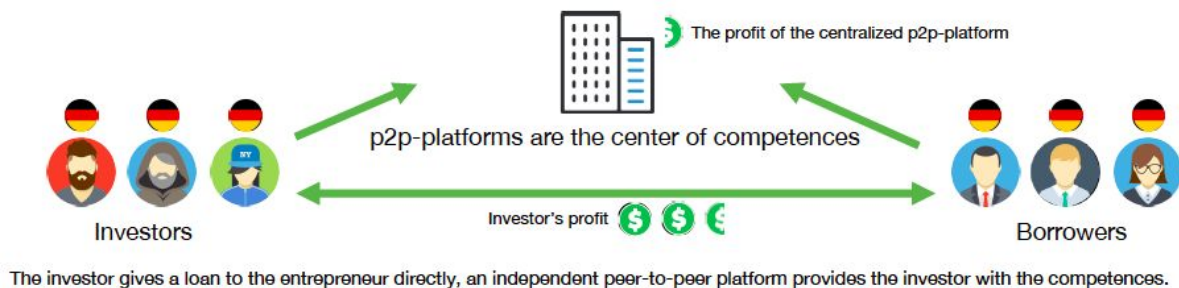 The profit of the centralized p2p-platform
p2p-platforms are the center of competences
NY
Investor's profit
$ $ $
Investors
Borrowers
The investor gives a loan to the entrepreneur directly, an independent peer-to-peer platform provides the investor with the competences.